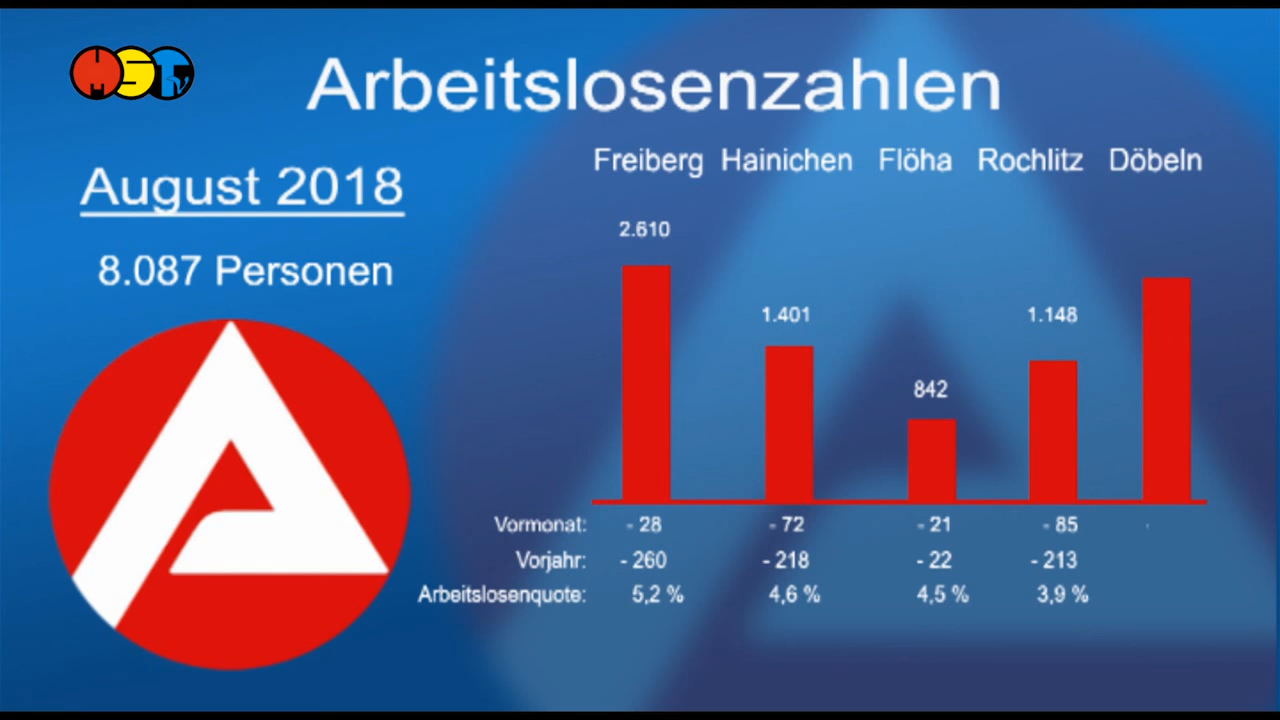 HSTV
Arbeitslosenzahlen
August 2018
8.087 Personen
Freiberg Hainichen Flöha Rochlitz Döbeln
2.610
1.401
1.148
842
Vormonat: - 28 - 72 - 21 - 85 -
Vorjahr: - 260 - 218 - 22 - 213
Arbeitslosenquote: 5,2 % 4,6 % 4,5 % 3,9 %